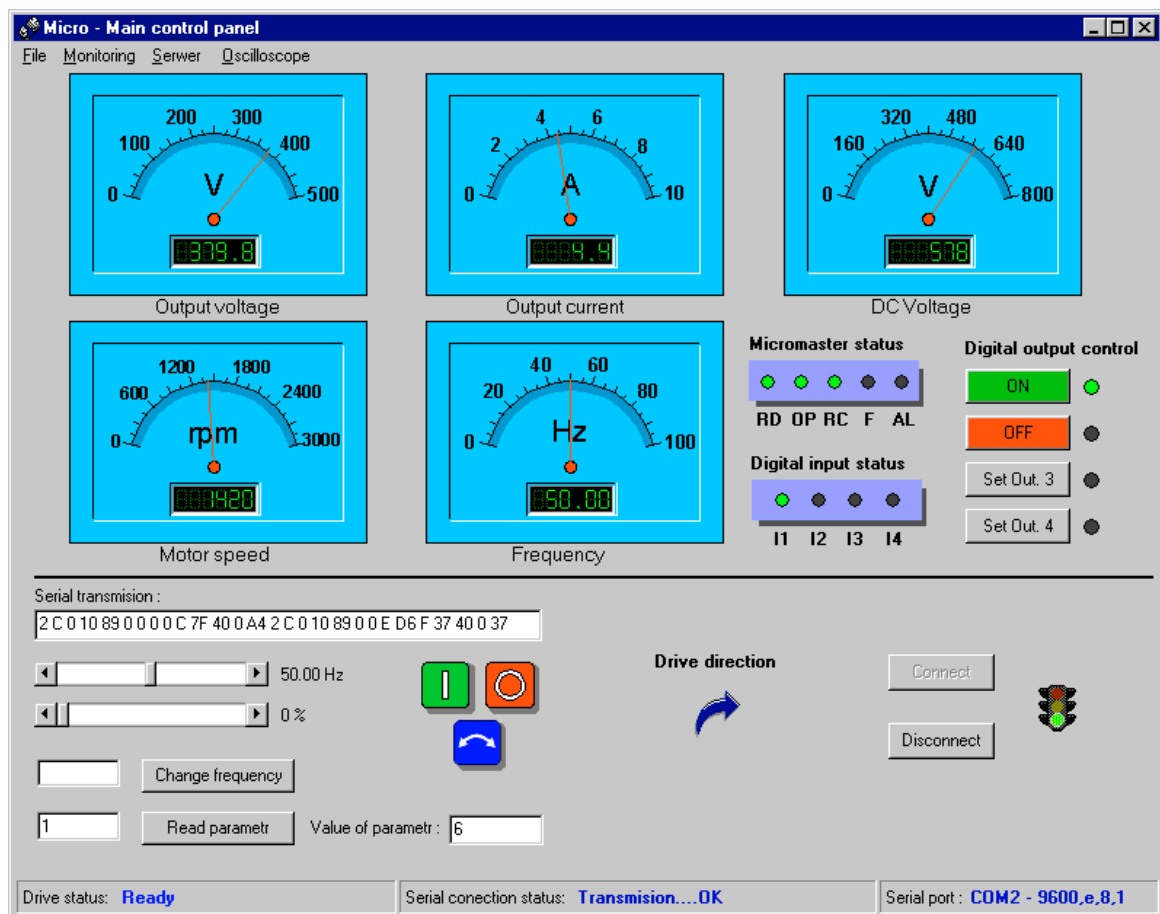 Micro - Main control panel
File Monitoring Serwer Oscilloscope
0 100 200 300 400 500
V
379.8
Output voltage
0 2 4 6 8 10
A
4.4
Output current
0 160 320 480 640 800
V
578
DC Voltage
0 600 1200 1800 2400 3000
rpm
1420
Motor speed
0 20 40 60 80 100
Hz
50.00
Frequency
Micromaster status
RD OP RC F AL
Digital input status
I1 I2 I3 I4
Digital output control
ON
OFF
Set Out. 3
Set Out. 4
Serial transmision :
2 C 0 10 89 0 0 0 0 C 7F 40 0 A4 2 C 0 10 89 0 0 E D6 F 37 40 0 37
50.00 Hz
0 %
Change frequency
1 Read parametr Value of parametr : 6
Drive direction
Connect
Disconnect
Drive status: Ready Serial conection status: Transmision....OK Serial port : COM2 - 9600,e,8,1